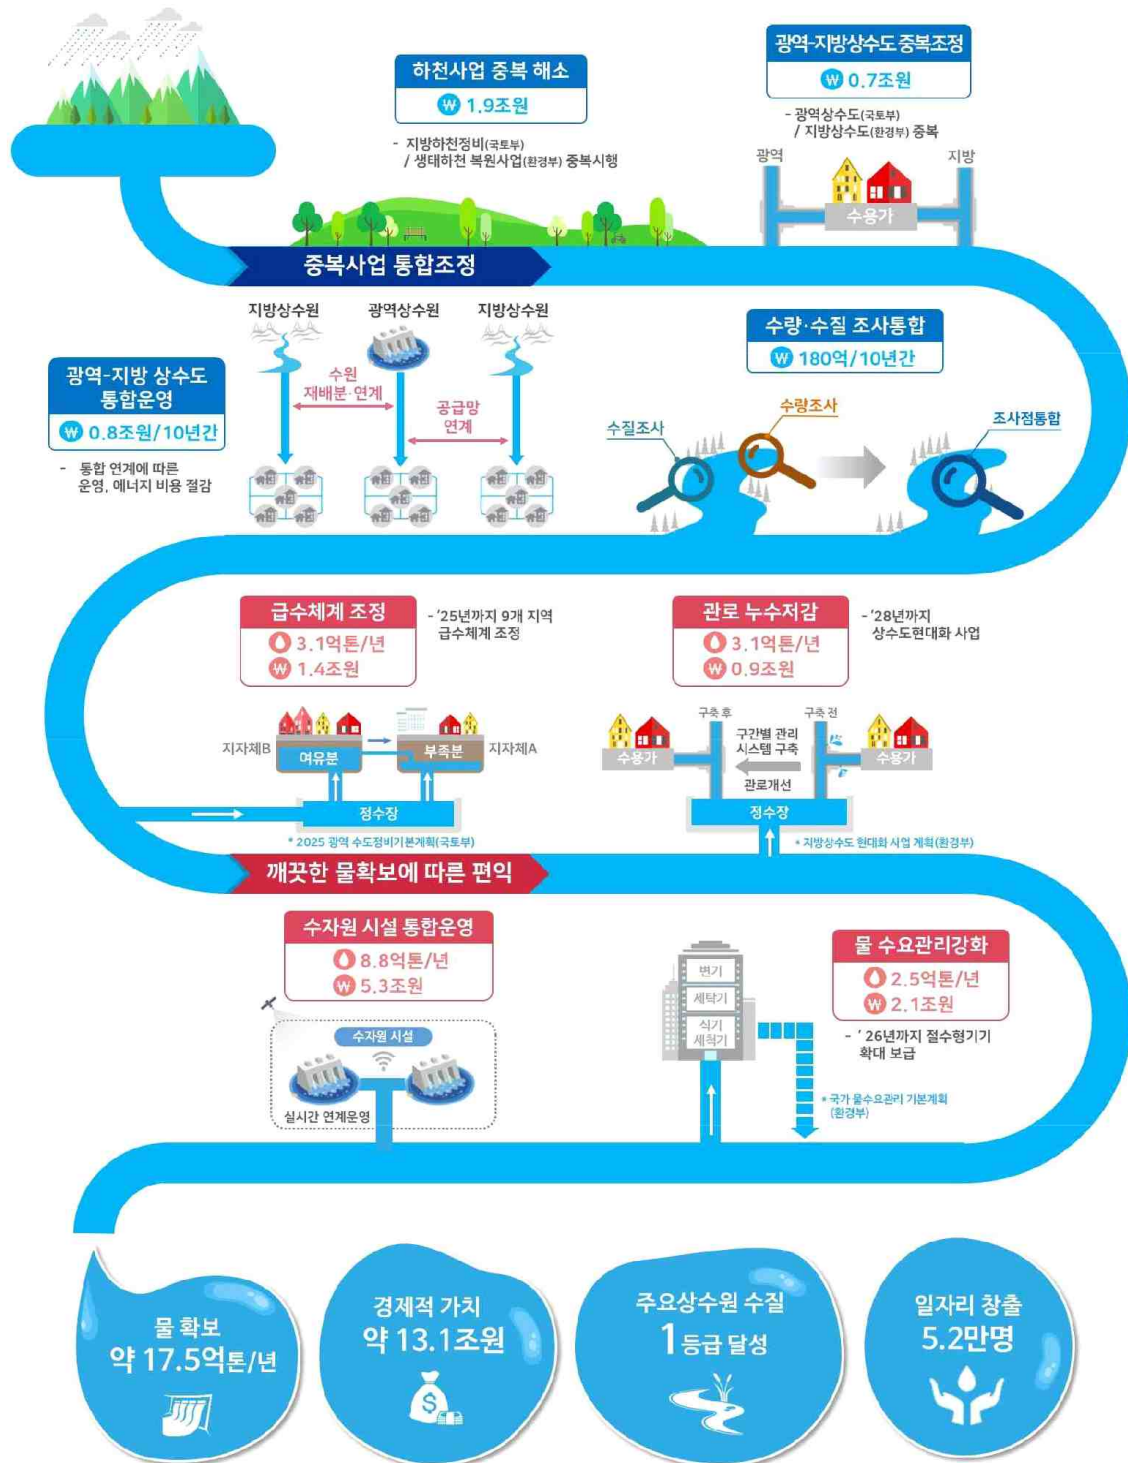 하천사업 중복 해소
₩ 1.9조원
- 지방하천정비(국토부)
/ 생태하천 복원사업(환경부) 중복시행
광역-지방상수도 중복조정
₩ 0.7조원
- 광역상수도(국토부)
/ 지방상수도(환경부) 중복
광역
지방
수용가
중복사업 통합조정
지방상수원
광역상수원
지방상수원
수원
재배분·연계
공급망
연계
광역-지방 상수도
통합운영
₩ 0.8조원/10년간
- 통합 연계에 따른
운영, 에너지 비용 절감
수량·수질 조사통합
₩ 180억/10년간
수질조사
수량조사
조사점통합
급수체계 조정
3.1억톤/년
₩ 1.4조원
- '25년까지 9개 지역
급수체계 조정
지자체B
여유분
부족분
지자체A
정수장
* 2025 광역 수도정비기본계획(국토부)
관로 누수저감
3.1억톤/년
₩ 0.9조원
- '28년까지
상수도현대화 사업
구축 후
구축 전
수용가
구간별 관리
시스템 구축
관로개선
수용가
정수장
* 지방상수도 현대화 사업 계획(환경부)
깨끗한 물확보에 따른 편익
수자원 시설 통합운영
8.8억톤/년
₩ 5.3조원
수자원 시설
실시간 연계운영
변기
세탁기
식기
세척기
물 수요관리강화
2.5억톤/년
₩ 2.1조원
- ' 26년까지 절수형기기
확대 보급
* 국가 물수요관리 기본계획
(환경부)
물 확보
약 17.5억톤/년
경제적 가치
약 13.1조원
$
주요상수원 수질
1등급 달성
일자리 창출
5.2만명